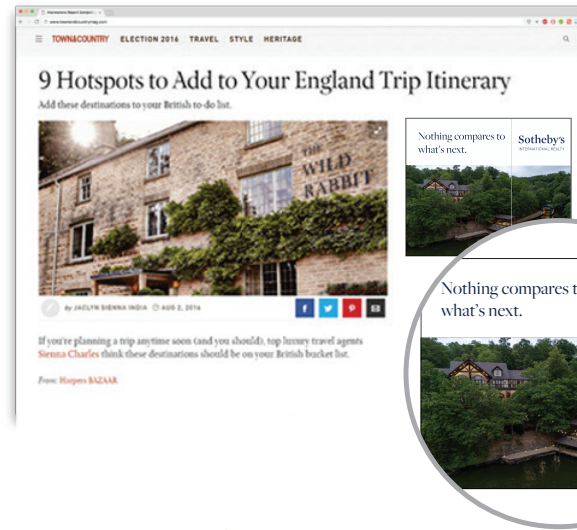 www.townandcountrymag.com
TOWN&COUNTRY ELECTION 2016 TRAVEL STYLE HERITAGE
9 Hotspots to Add to Your England Trip Itinerary
Add these destinations to your British to-do list.
THE
WILD
RABBIT
Nothing compares to
what's next.
Sotheby's
INTERNATIONAL REALTY
By JACLYN SIENNA INDIA AUG 2, 2016
If you're planning a trip anytime soon (and you should), top luxury travel agents
Sienna Charles think these destinations should be on your British bucket list.
From: Harpers BAZAAR
Nothing compares t
what's next.